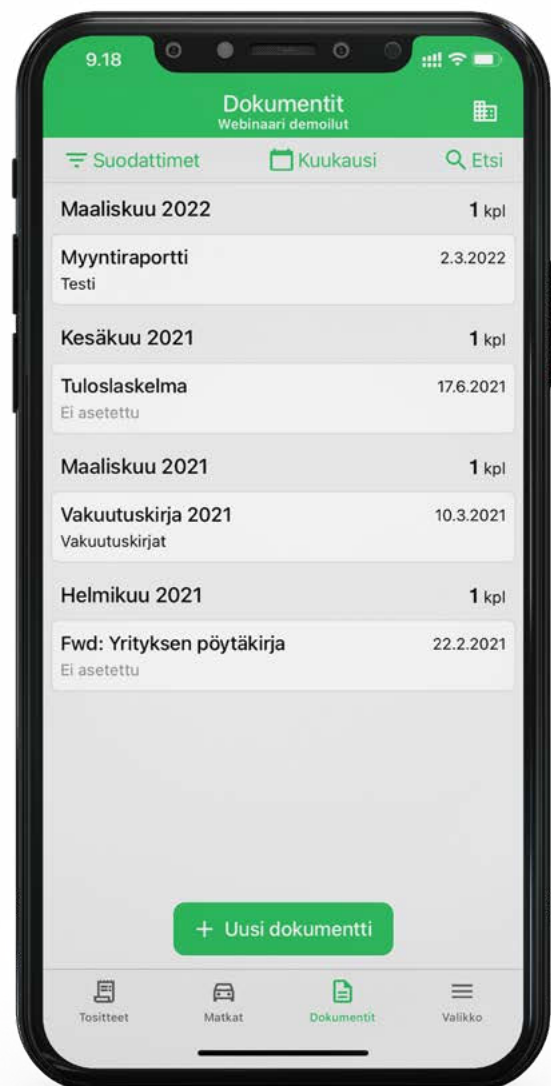 9.18
Dokumentit
Webinaari demoilut
Suodattimet Kuukausi Etsi
Maaliskuu 2022 1 kpl
Myyntiraportti 2.3.2022
Testi
Kesäkuu 2021 1 kpl
Tuloslaskelma 17.6.2021
Ei asetettu
Maaliskuu 2021 1 kpl
Vakuutuskirja 2021 10.3.2021
Vakuutuskirjat
Helmikuu 2021 1 kpl
Fwd: Yrityksen pöytäkirja 22.2.2021
Ei asetettu
+ Uusi dokumentti
Tositteet Matkat Dokumentit Valikko